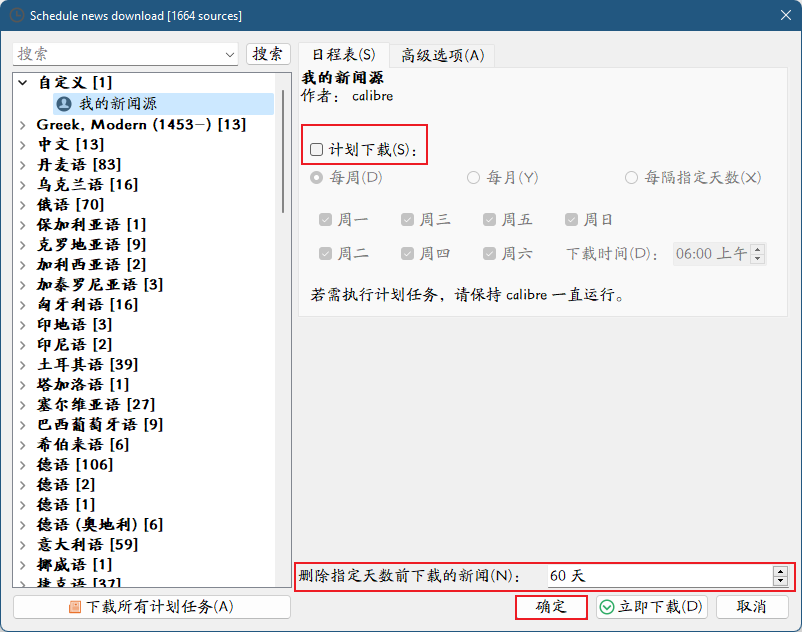 Schedule news download [1664 sources]
搜索
搜索
自定义 [1]
我的新闻源
Greek, Modern (1453-) [13]
中文 [13]
丹麦语 [83]
乌克兰语 [16]
俄语 [70]
保加利亚语 [1]
克罗地亚语 [9]
加利西亚语 [2]
加泰罗尼亚语 [3]
匈牙利语 [16]
印地语 [3]
印尼语 [2]
土耳其语 [39]
塔加洛语 [1]
塞尔维亚语 [27]
巴西葡萄牙语 [9]
希伯来语 [6]
德语 [106]
德语 [2]
德语 [1]
德语 (奥地利) [6]
意大利语 [59]
挪威语 [1]
捷克语 [37]
下载所有计划任务(A)
日程表(S)
高级选项(A)
我的新闻源
作者： calibre
计划下载(S)：
每周(D)
每月(Y)
每隔指定天数(X)
周一
周三
周五
周日
周二
周四
周六
下载时间(D)：
06:00 上午
若需执行计划任务，请保持 calibre 一直运行。
删除指定天数前下载的新闻(N)：
60 天
确定
立即下载(D)
取消